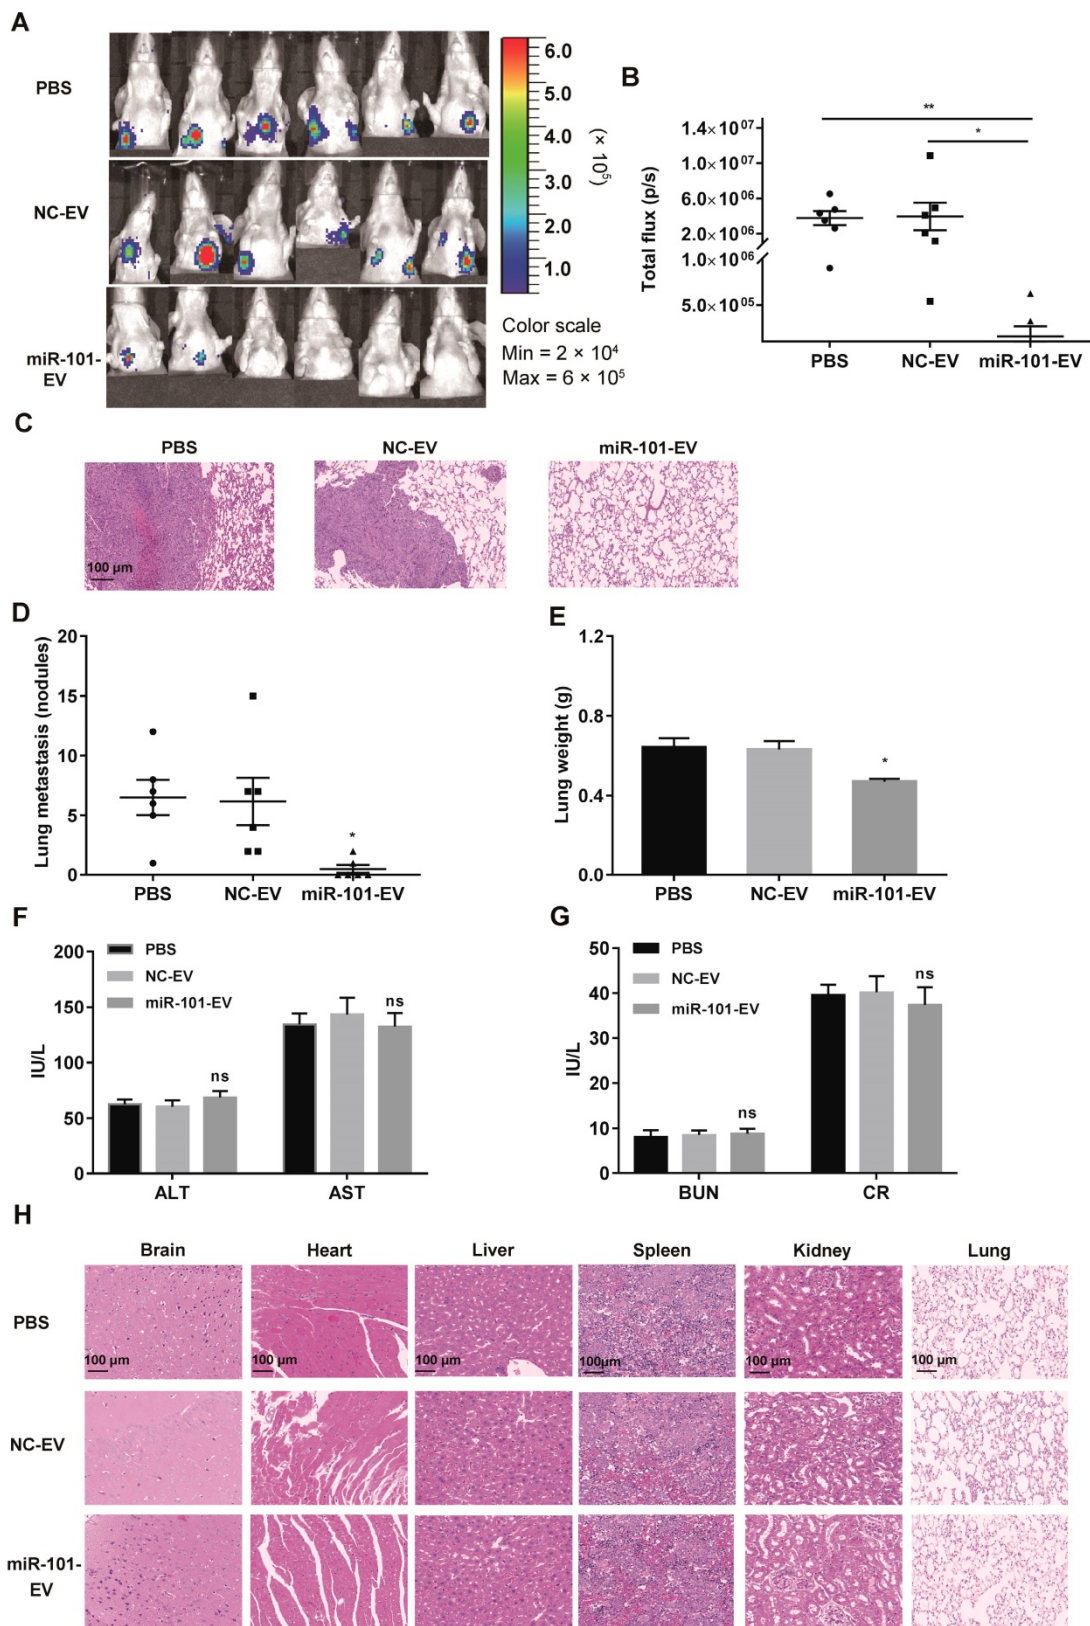 A
PBS
NC-EV
miR-101-
EV
6.0
5.0
4.0
3.0
2.0
1.0
(× 10⁵)
Color scale
Min = 2 × 10⁴
Max = 6 × 10⁵
B
Total flux (p/s)
1.4× 10⁰⁷
1.0× 10⁰⁷
6.0× 10⁰⁶
2.0× 10⁰⁶
1.0× 10⁰⁶
5.0× 10⁰⁵
**
*
PBS NC-EV miR-101-EV
C
PBS NC-EV miR-101-EV
100 µm
D
Lung metastasis (nodules)
20
15
10
5
0
*
PBS NC-EV miR-101-EV
E
Lung weight (g)
1.2
0.8
0.4
0.0
*
PBS NC-EV miR-101-EV
F
IU/L
200
150
100
50
0
PBS
NC-EV
miR-101-EV
ns
ns
ALT AST
G
IU/L
50
40
30
20
10
0
PBS
NC-EV
miR-101-EV
ns
ns
BUN CR
H
Brain Heart Liver Spleen Kidney Lung
PBS
100 µm 100 µm 100 µm 100µm 100 µm 100 µm
NC-EV
miR-101-
EV